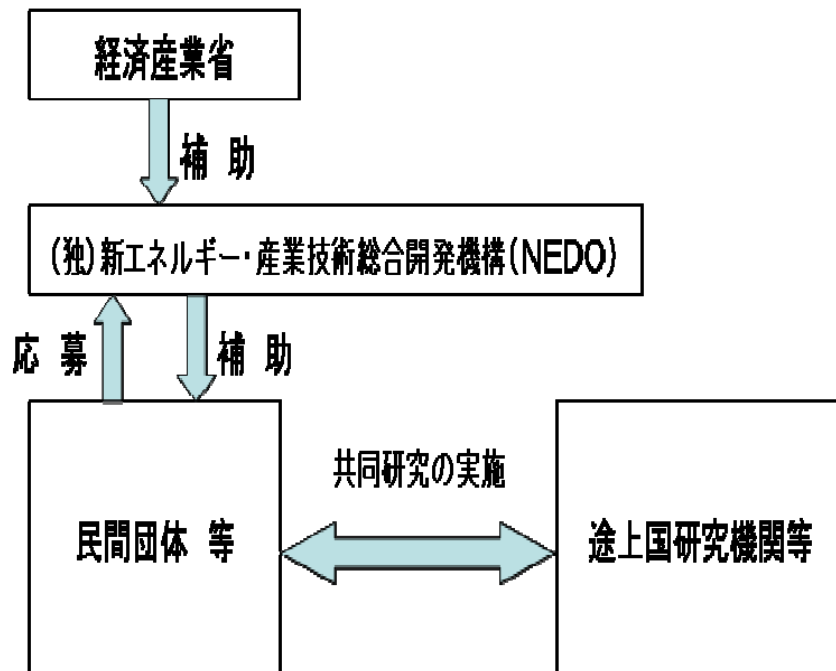 経済産業省
補 助
(独)新エネルギー・産業技術総合開発機構(NEDO)
応 募
補 助
共同研究の実施
民間団体 等
途上国研究機関等